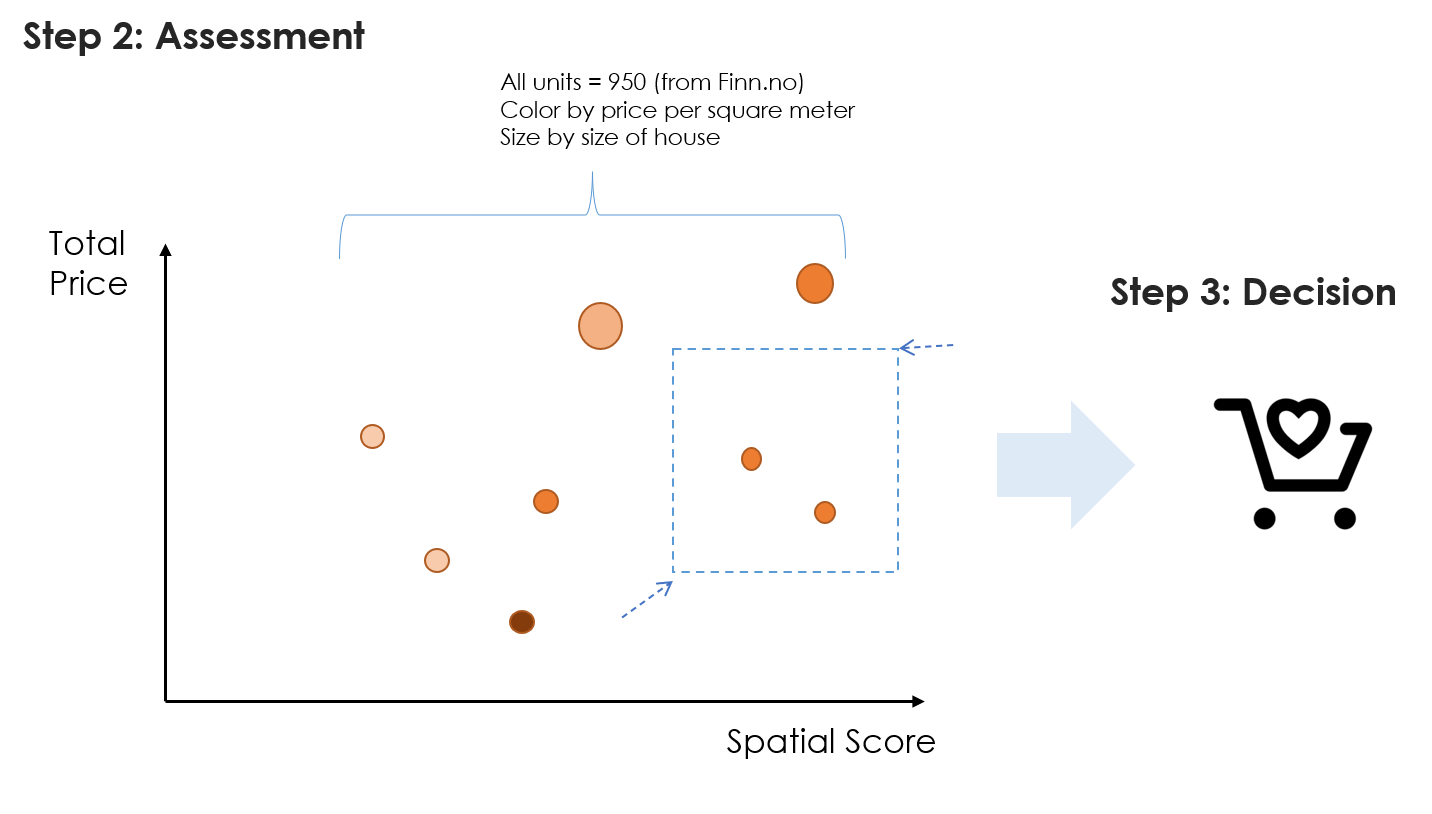 Step 2: Assessment
All units = 950 (from Finn.no)
Color by price per square meter
Size by size of house
Total
Price
Step 3: Decision
Spatial Score